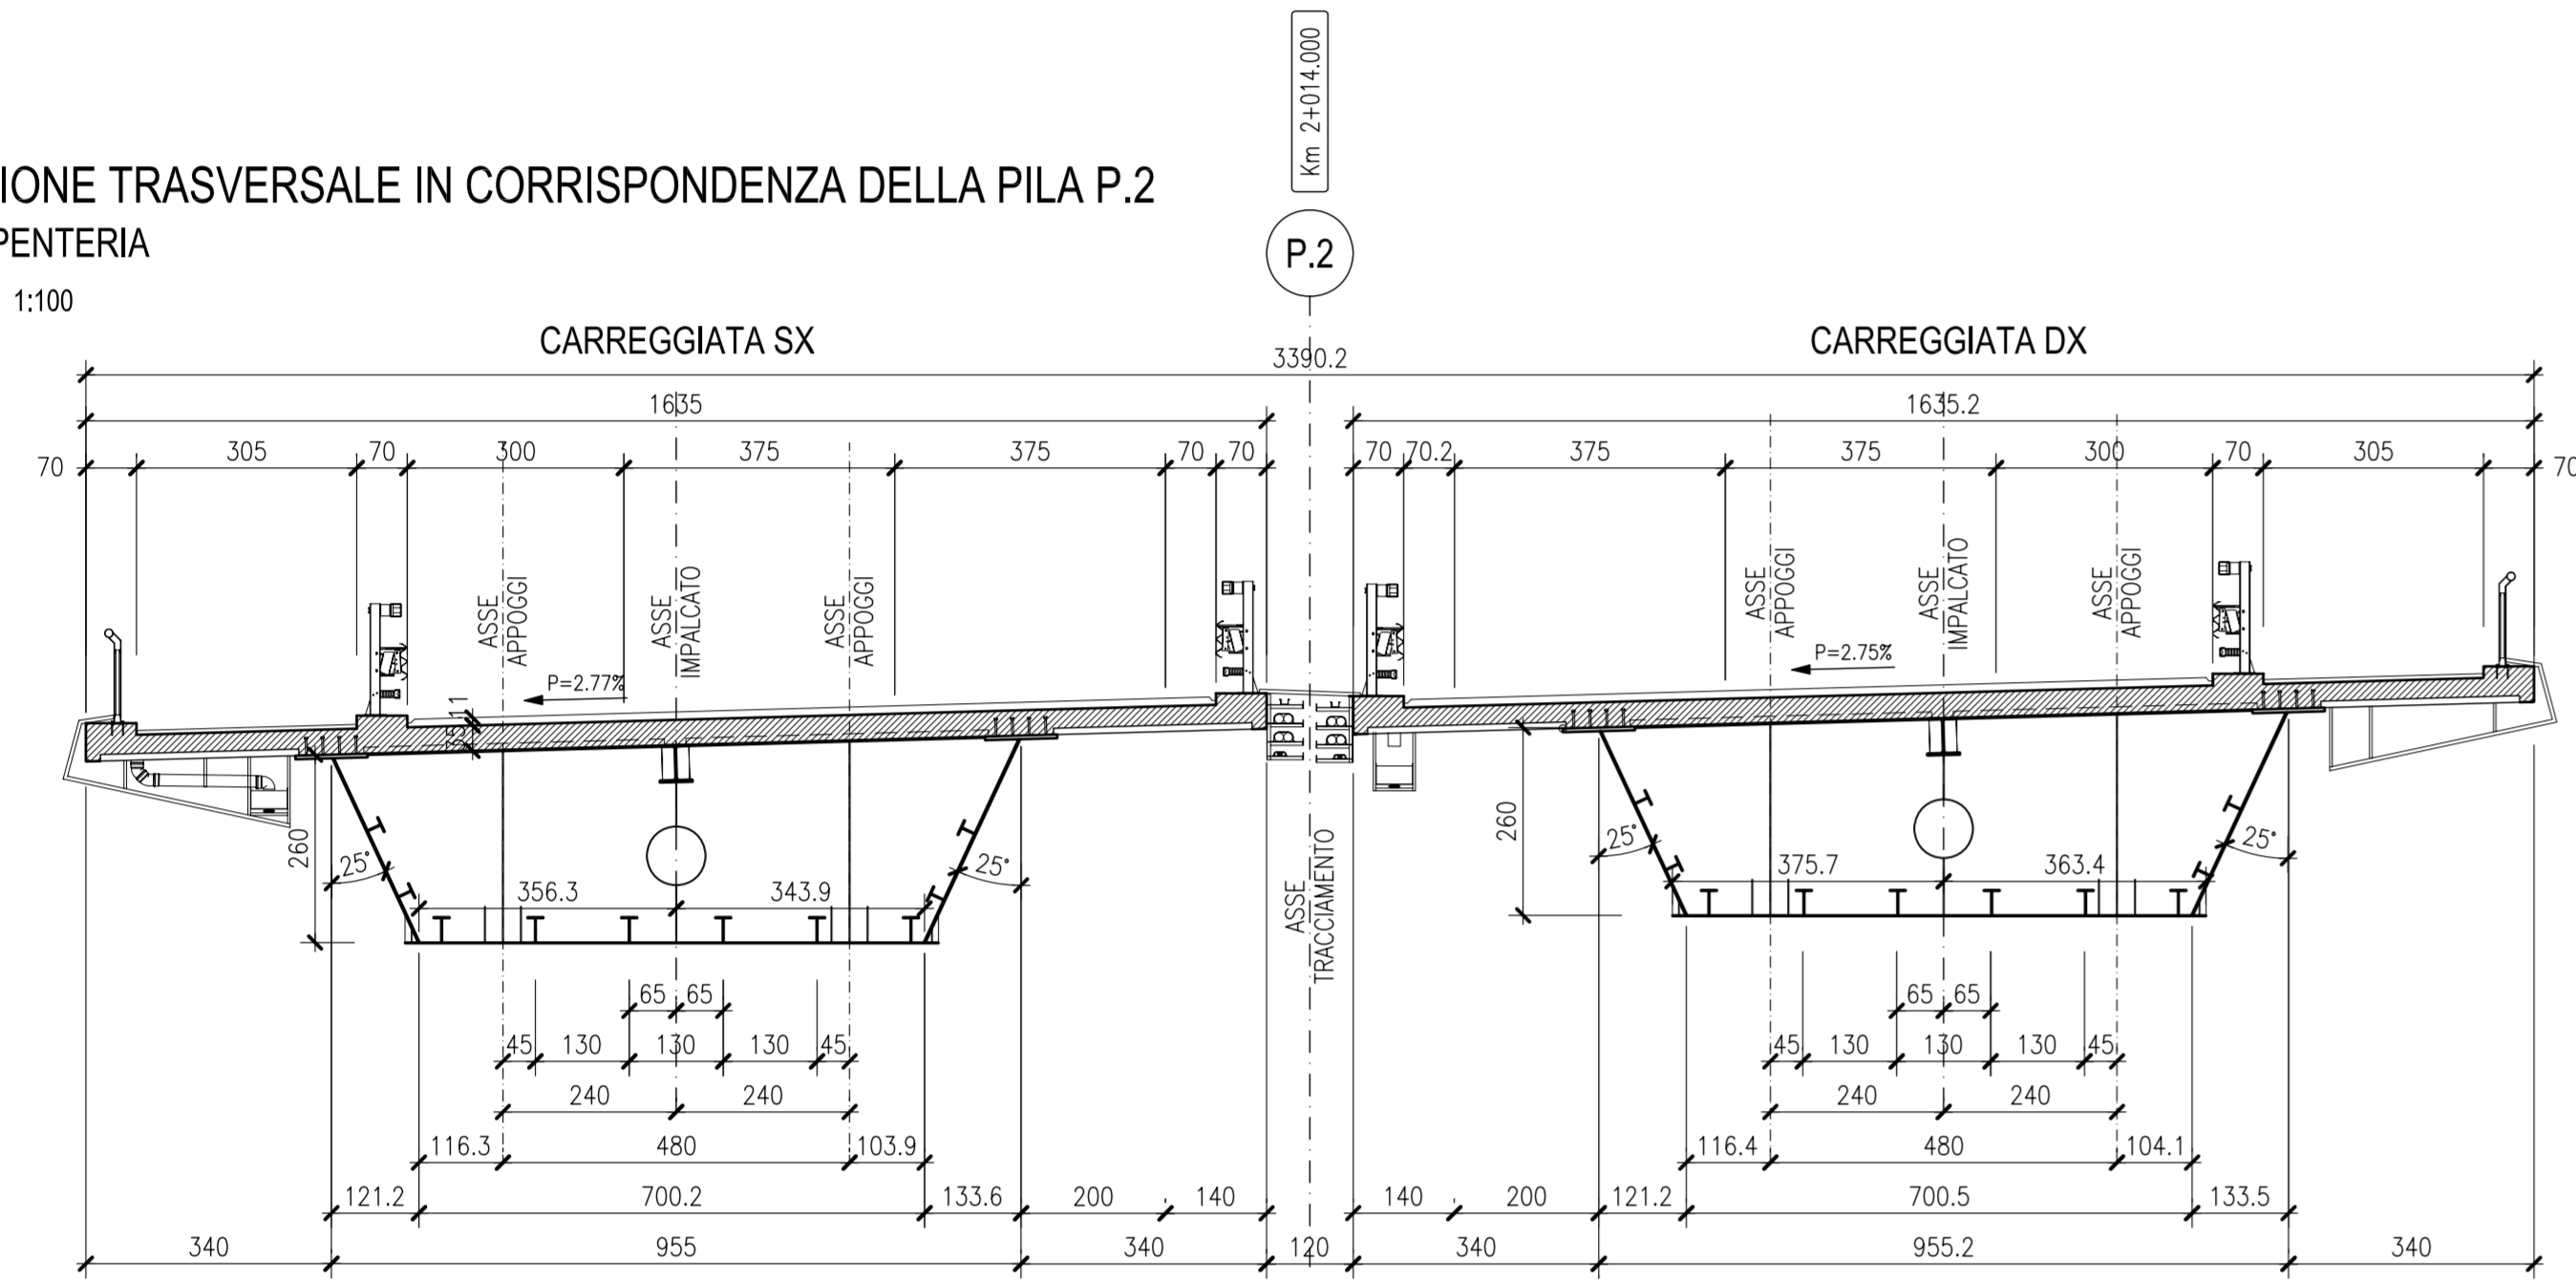 Km 2+014.000
IONE TRASVERSALE IN CORRISPONDENZA DELLA PILA P.2
PENTERIA
1:100
P.2
CARREGGIATA SX
CARREGGIATA DX
3390.2
1635
1635.2
70 305 70 300 375 375 70 70 70 70.2 375 375 300 70 305 70
ASSE
APPOGGI
ASSE
IMPALCATO
ASSE
APPOGGI
ASSE
APPOGGI
ASSE
IMPALCATO
ASSE
APPOGGI
P=2.77%
P=2.75%
11
260
25°
25°
356.3 343.9
260
25°
25°
375.7 363.4
ASSE
TRACCIAMENTO
65 65
65 65
45 130 130 130 45
45 130 130 130 45
240 240
240 240
116.3 480 103.9
116.4 480 104.1
121.2 700.2 133.6 200 140 140 200 121.2 700.5 133.5
340 955 340 120 340 955.2 340